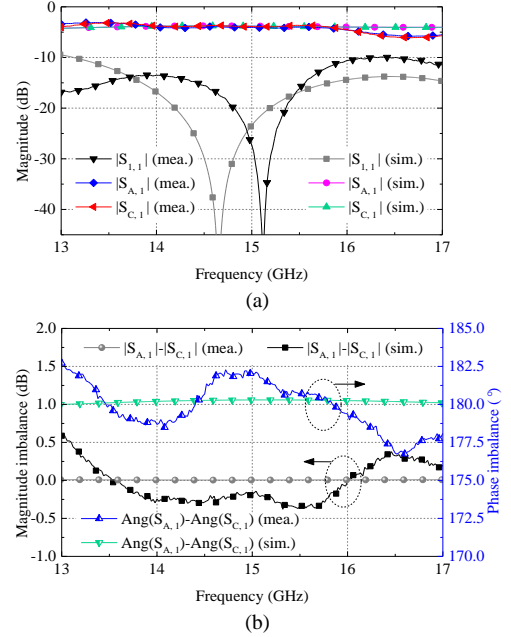 0
-10
-20
-30
-40
Magnitude (dB)
|S1, 1| (mea.)
|SA, 1| (mea.)
|SC, 1| (mea.)
|S1, 1| (sim.)
|SA, 1| (sim.)
|SC, 1| (sim.)
13 14 15 16 17
Frequency (GHz)
(a)
2.0
1.5
1.0
0.5
0.0
-0.5
-1.0
Magnitude imbalance (dB)
|SA, 1|-|SC, 1| (mea.)
|SA, 1|-|SC, 1| (sim.)
Ang(SA, 1)-Ang(SC, 1) (mea.)
Ang(SA, 1)-Ang(SC, 1) (sim.)
185.0
182.5
180.0
177.5
175.0
172.5
170.0
Phase imbalance (°)
13 14 15 16 17
Frequency (GHz)
(b)